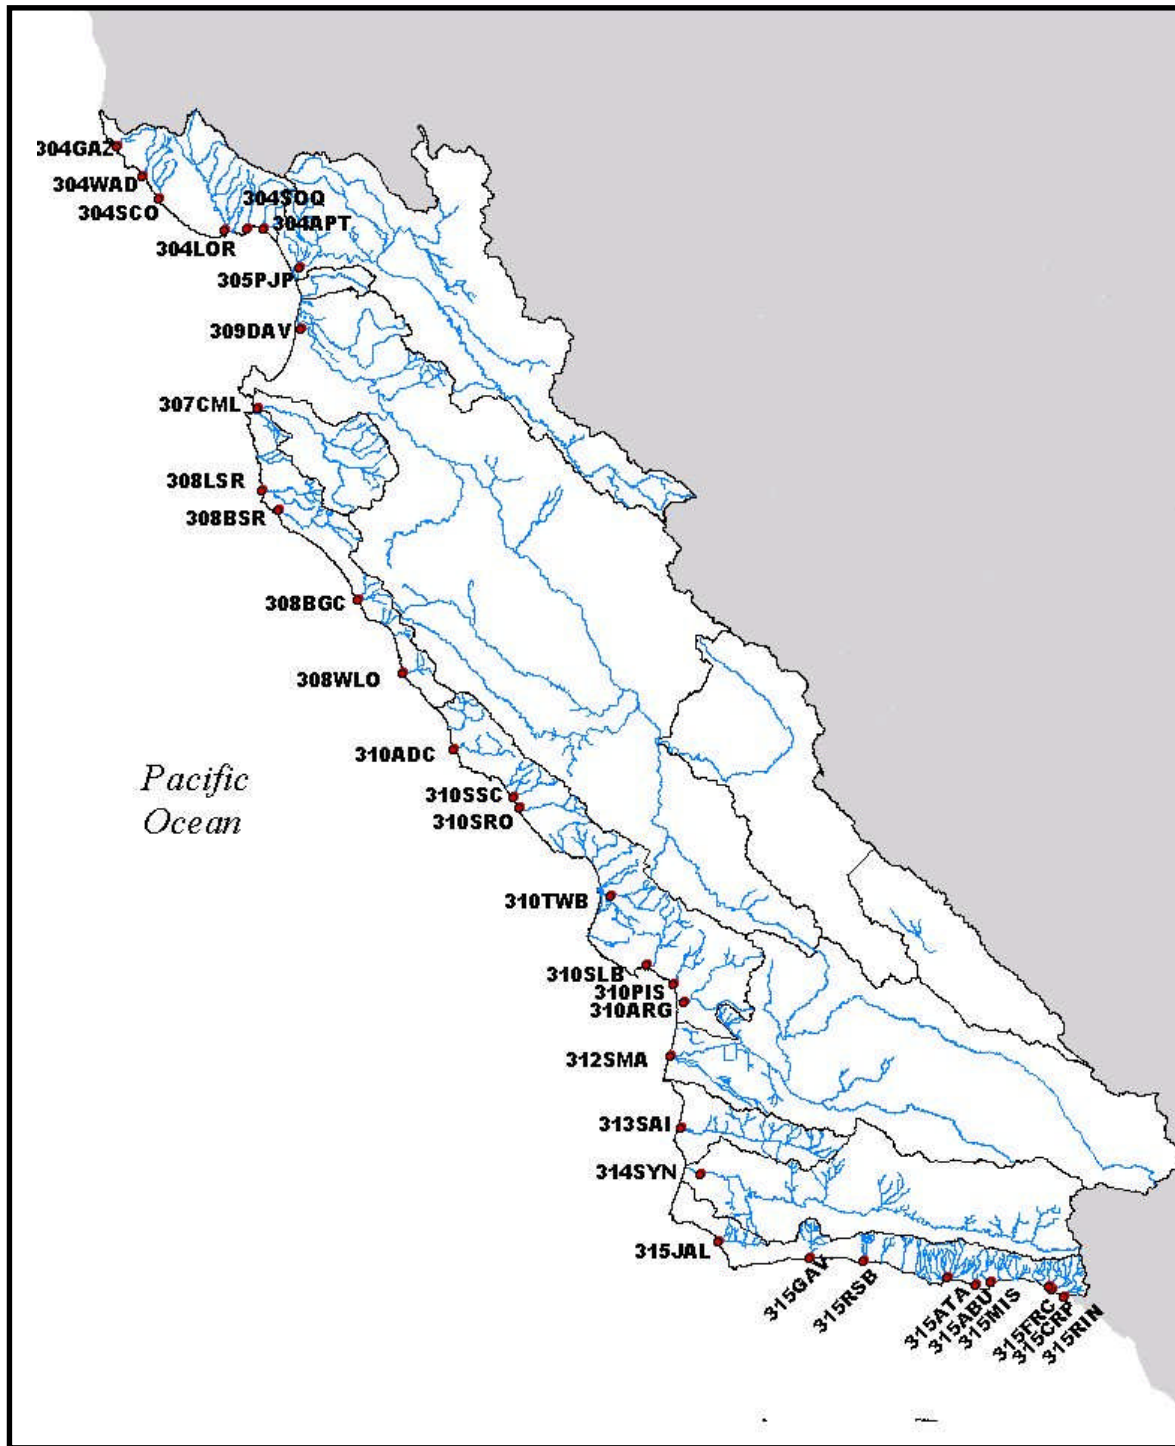 304GAZ
304WAD
304SCO
304SOQ
304APT
304LOR
305PJP
309DAV
307CML
308LSR
308BSR
308BGC
308WLO
310ADC
Pacific
Ocean
310SSC
310SRO
310TWB
310SLB
310PIS
310ARG
312SMA
313SAI
314SYN
315JAL
315GAV
315RSB
315ATA
315ABU
315MIS
315FRC
315CRP
315RIN